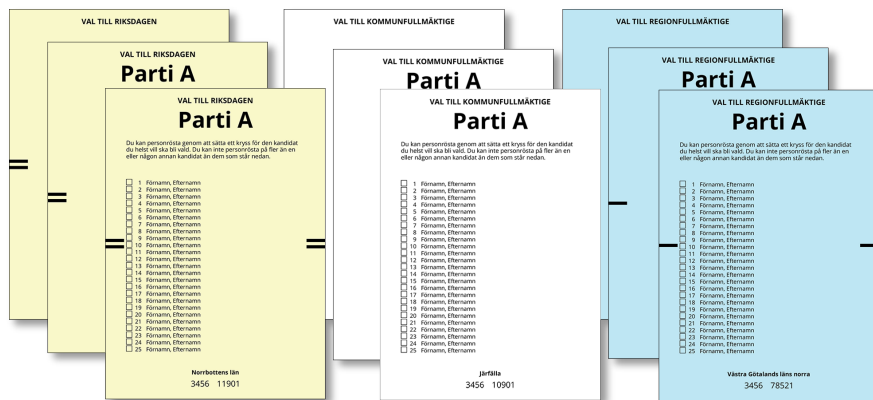 VAL TILL RIKSDAGEN
VAL TILL RIKSDAGEN
Parti A
VAL TILL RIKSDAGEN
Parti A
Du kan personrösta genom att sätta ett kryss för den kandidat
du helst vill ska bli vald. Du kan inte personrösta på fler än en
eller någon annan kandidat än dem som står nedan.
1 Förnamn, Efternamn
2 Förnamn, Efternamn
3 Förnamn, Efternamn
4 Förnamn, Efternamn
5 Förnamn, Efternamn
6 Förnamn, Efternamn
7 Förnamn, Efternamn
8 Förnamn, Efternamn
9 Förnamn, Efternamn
10 Förnamn, Efternamn
11 Förnamn, Efternamn
12 Förnamn, Efternamn
13 Förnamn, Efternamn
14 Förnamn, Efternamn
15 Förnamn, Efternamn
16 Förnamn, Efternamn
17 Förnamn, Efternamn
18 Förnamn, Efternamn
19 Förnamn, Efternamn
20 Förnamn, Efternamn
21 Förnamn, Efternamn
22 Förnamn, Efternamn
23 Förnamn, Efternamn
24 Förnamn, Efternamn
25 Förnamn, Efternamn
Norrbottens län
3456 11901
VAL TILL KOMMUNFULLMÄKTIGE
VAL TILL KOMMUNFULLMÄKTIGE
Parti A
VAL TILL KOMMUNFULLMÄKTIGE
Parti A
Du kan personrösta genom att sätta ett kryss för den kandidat
du helst vill ska bli vald. Du kan inte personrösta på fler än en
eller någon annan kandidat än dem som står nedan.
1 Förnamn, Efternamn
2 Förnamn, Efternamn
3 Förnamn, Efternamn
4 Förnamn, Efternamn
5 Förnamn, Efternamn
6 Förnamn, Efternamn
7 Förnamn, Efternamn
8 Förnamn, Efternamn
9 Förnamn, Efternamn
10 Förnamn, Efternamn
11 Förnamn, Efternamn
12 Förnamn, Efternamn
13 Förnamn, Efternamn
14 Förnamn, Efternamn
15 Förnamn, Efternamn
16 Förnamn, Efternamn
17 Förnamn, Efternamn
18 Förnamn, Efternamn
19 Förnamn, Efternamn
20 Förnamn, Efternamn
21 Förnamn, Efternamn
22 Förnamn, Efternamn
23 Förnamn, Efternamn
24 Förnamn, Efternamn
25 Förnamn, Efternamn
Järfälla
3456 10901
VAL TILL REGIONFULLMÄKTIGE
VAL TILL REGIONFULLMÄKTIGE
Parti A
VAL TILL REGIONFULLMÄKTIGE
Parti A
Du kan personrösta genom att sätta ett kryss för den kandidat
du helst vill ska bli vald. Du kan inte personrösta på fler än en
eller någon annan kandidat än dem som står nedan.
1 Förnamn, Efternamn
2 Förnamn, Efternamn
3 Förnamn, Efternamn
4 Förnamn, Efternamn
5 Förnamn, Efternamn
6 Förnamn, Efternamn
7 Förnamn, Efternamn
8 Förnamn, Efternamn
9 Förnamn, Efternamn
10 Förnamn, Efternamn
11 Förnamn, Efternamn
12 Förnamn, Efternamn
13 Förnamn, Efternamn
14 Förnamn, Efternamn
15 Förnamn, Efternamn
16 Förnamn, Efternamn
17 Förnamn, Efternamn
18 Förnamn, Efternamn
19 Förnamn, Efternamn
20 Förnamn, Efternamn
21 Förnamn, Efternamn
22 Förnamn, Efternamn
23 Förnamn, Efternamn
24 Förnamn, Efternamn
25 Förnamn, Efternamn
Västra Götalands läns norra
3456 78521